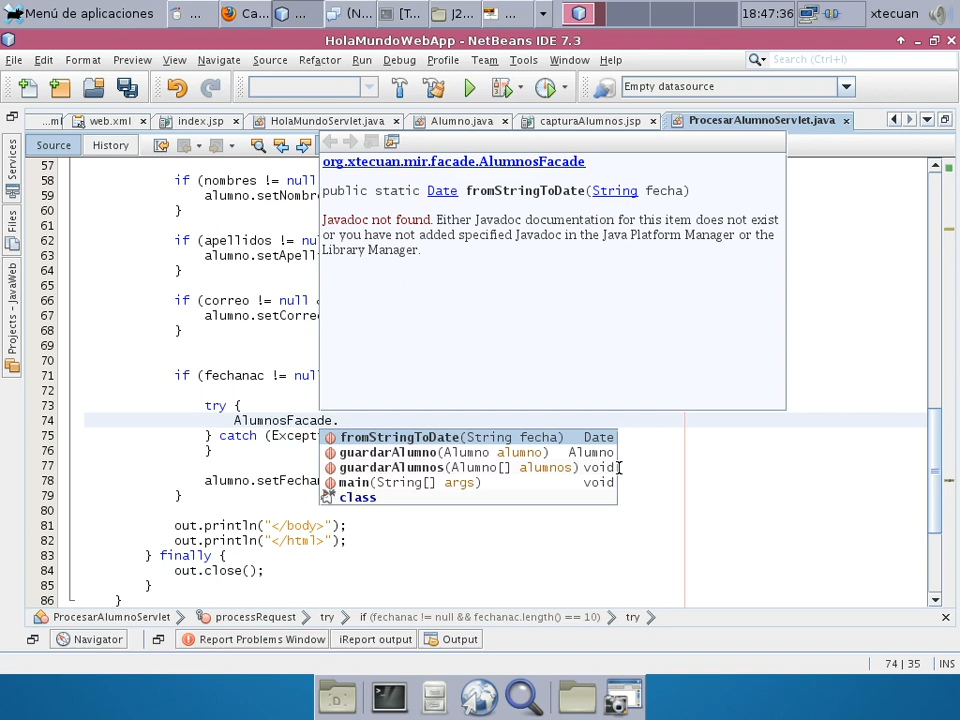 Menú de aplicaciones
...
Ca...
...
(N...
[T...
J2...
...
18:47:36
xtecuan
HolaMundoWebApp - NetBeans IDE 7.3
File Edit Format Preview View Navigate Source Refactor Run Debug Profile Team Tools Window Help
Search (Ctrl+I)
Empty datasource
...ml web.xml index.jsp HolaMundoServlet.java Alumno.java capturaAlumnos.jsp ProcesarAlumnoServlet.java
Source History
Services
Files
Projects - JavaWeb
org.xtecuan.mir.facade.AlumnosFacade
public static Date fromStringToDate(String fecha)
Javadoc not found. Either Javadoc documentation for this item does not exist
or you have not added specified Javadoc in the Java Platform Manager or the
Library Manager.
57
58 if (nombres != null
59 alumno.setNombr
60 }
61
62 if (apellidos != nul
63 alumno.setApell
64 }
65
66 if (correo != null &
67 alumno.setCorre
68 }
69
70
71 if (fechanac != null
72
73 try {
74 AlumnosFacade.
75 } catch (Except
76 }
77
78 alumno.setFecha
79 }
80
81 out.println("</body>");
82 out.println("</html>");
83 } finally {
84 out.close();
85 }
86 }
fromStringToDate(String fecha) Date
guardarAlumno(Alumno alumno) Alumno
guardarAlumnos(Alumno[] alumnos) void
main(String[] args) void
class
ProcesarAlumnoServlet processRequest try if (fechanac != null && fechanac.length() == 10) try
Navigator Report Problems Window iReport output Output
74 | 35 INS